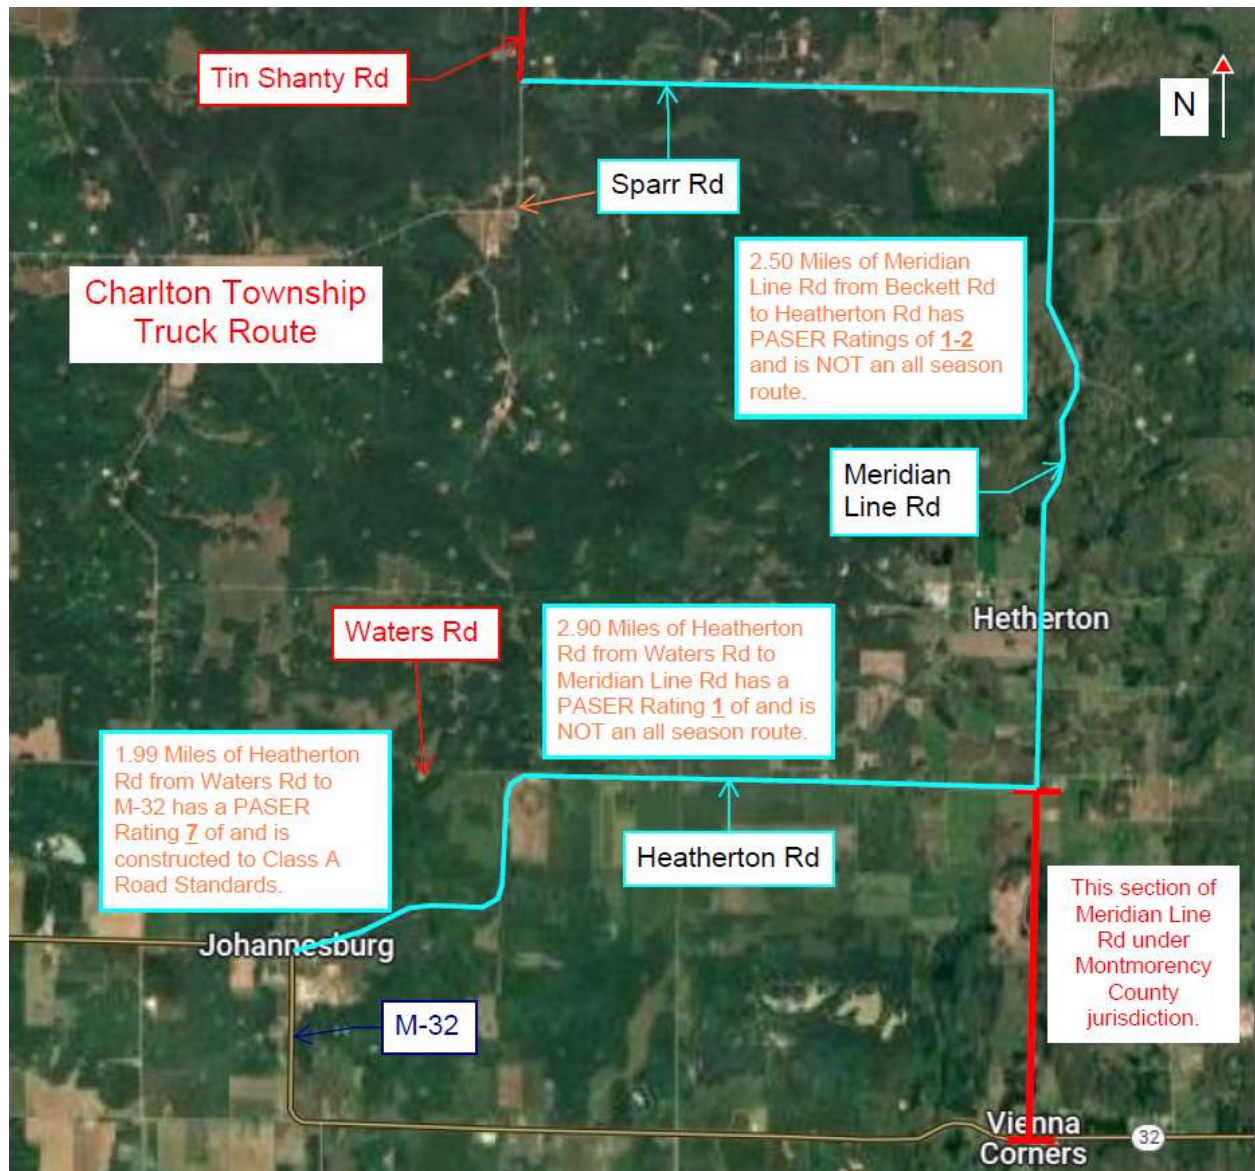 Tin Shanty Rd
N
Sparr Rd
Charlton Township
Truck Route
2.50 Miles of Meridian
Line Rd from Beckett Rd
to Heatherton Rd has
PASER Ratings of 1-2
and is NOT an all season
route.
Meridian
Line Rd
Hetherton
Waters Rd
2.90 Miles of Heatherton
Rd from Waters Rd to
Meridian Line Rd has a
PASER Rating 1 of and is
NOT an all season route.
1.99 Miles of Heatherton
Rd from Waters Rd to
M-32 has a PASER
Rating 7 of and is
constructed to Class A
Road Standards.
Heatherton Rd
This section of
Meridian Line
Rd under
Montmorency
County
jurisdiction.
Johannesburg
M-32
Vienna
Corners
32